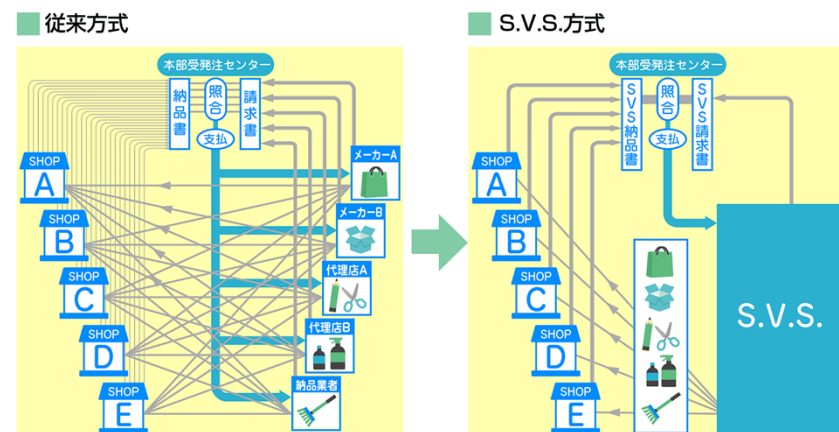 従来方式
本部受発注センター
納品書
照合
請求書
支払
SHOP
A
SHOP
B
SHOP
C
SHOP
D
SHOP
E
メーカーA
メーカーB
代理店A
代理店B
納品業者
S.V.S.方式
本部受発注センター
SVS納品書
照合
SVS請求書
支払
SHOP
A
SHOP
B
SHOP
C
SHOP
D
SHOP
E
S.V.S.